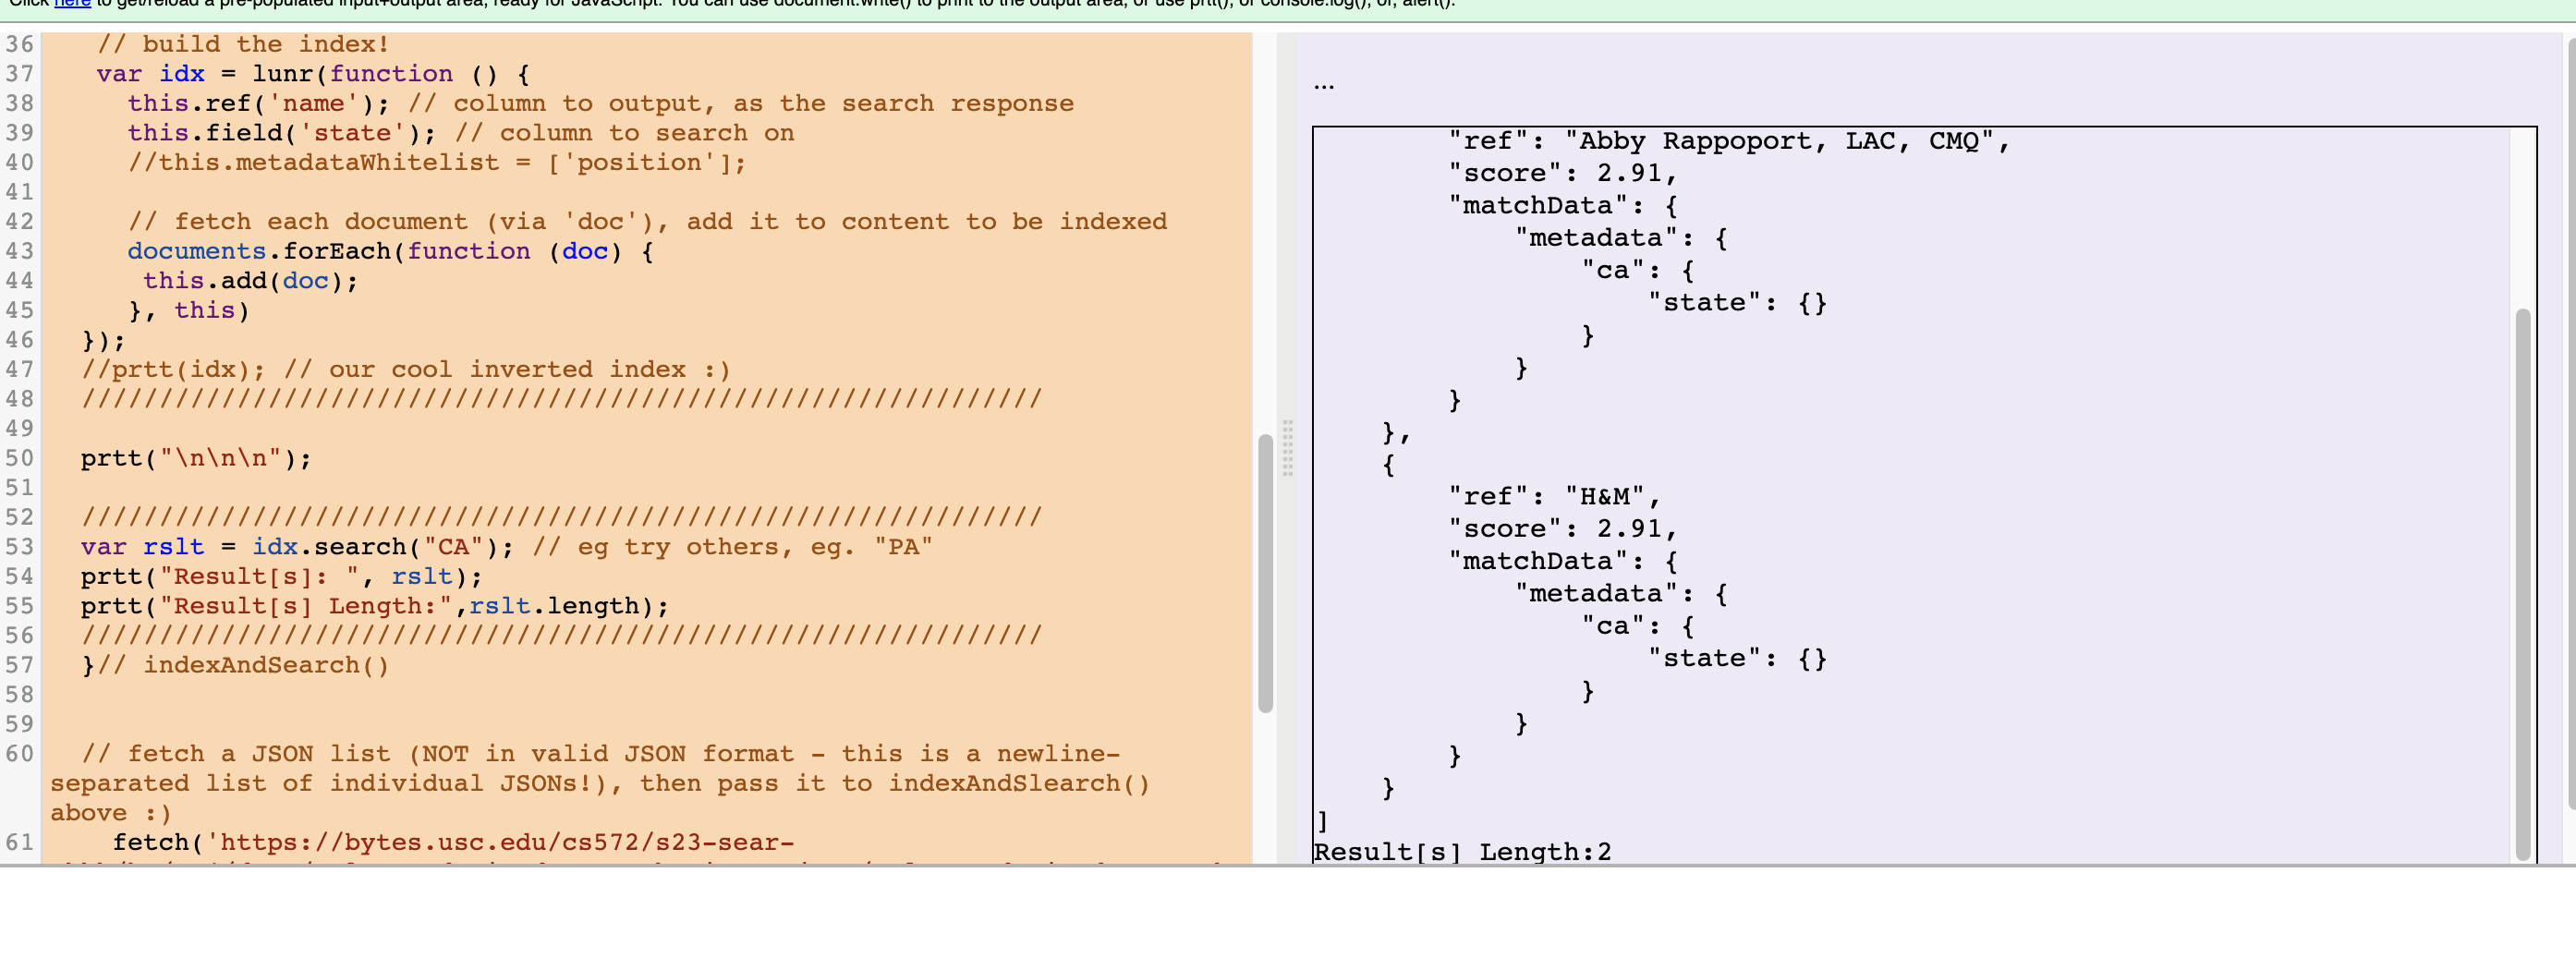 Click here to get/reload a pre-populated input+output area, ready for JavaScript. You can use document.write() to print to the output area, or use prtt(), or console.log(), or, alert().
36 // build the index!
37 var idx = lunr(function () {
38 this.ref('name'); // column to output, as the search response
39 this.field('state'); // column to search on
40 //this.metadataWhitelist = ['position'];
41
42 // fetch each document (via 'doc'), add it to content to be indexed
43 documents.forEach(function (doc) {
44 this.add(doc);
45 }, this)
46 });
47 //prtt(idx); // our cool inverted index :)
48 //////////////////////////////////////////////////////////////
49
50 prtt("\n\n\n");
51
52 //////////////////////////////////////////////////////////////
53 var rslt = idx.search("CA"); // eg try others, eg. "PA"
54 prtt("Result[s]: ", rslt);
55 prtt("Result[s] Length:",rslt.length);
56 //////////////////////////////////////////////////////////////
57 }// indexAndSearch()
58
59
60 // fetch a JSON list (NOT in valid JSON format - this is a newline-
separated list of individual JSONs!), then pass it to indexAndSlearch()
above :)
61 fetch('https://bytes.usc.edu/cs572/s23-sear-
...
"ref": "Abby Rappoport, LAC, CMQ",
"score": 2.91,
"matchData": {
"metadata": {
"ca": {
"state": {}
}
}
}
},
{
"ref": "H&M",
"score": 2.91,
"matchData": {
"metadata": {
"ca": {
"state": {}
}
}
}
}
]
Result[s] Length:2